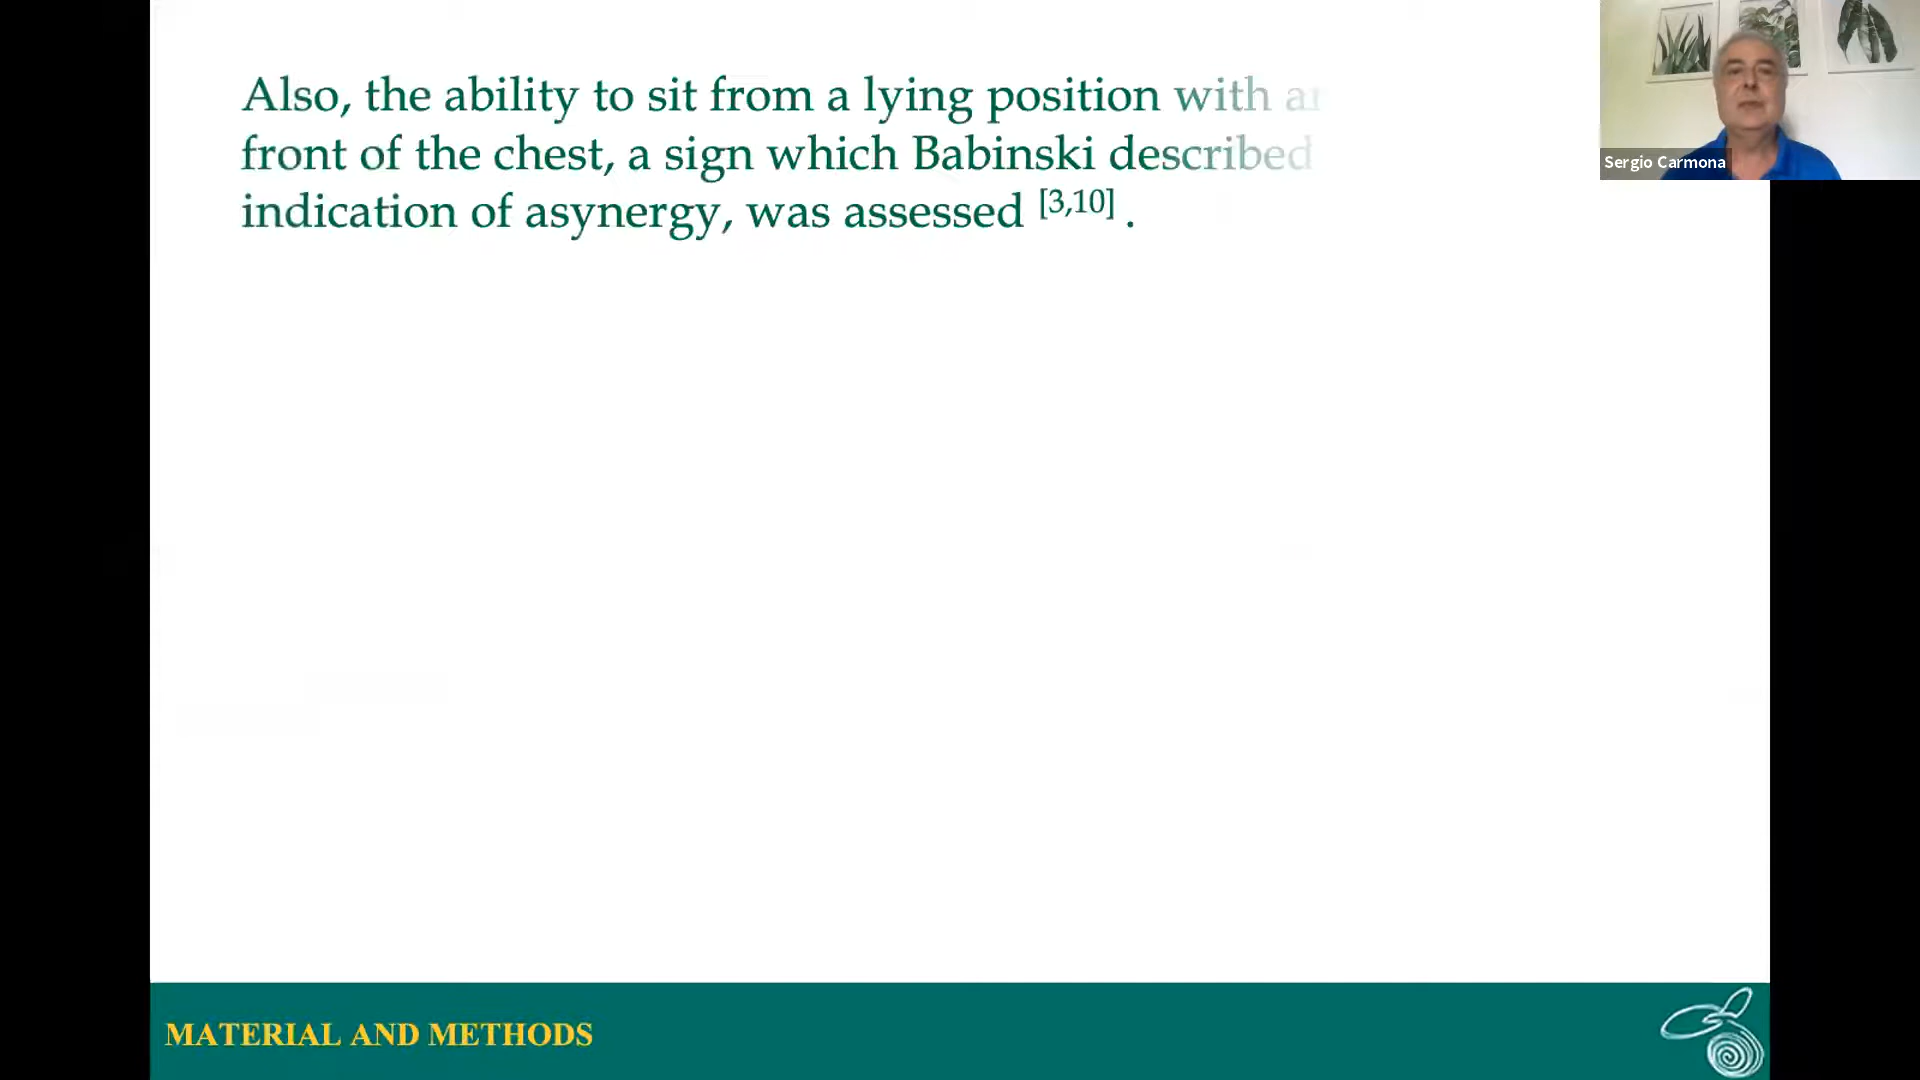 Also, the ability to sit from a lying position with
front of the chest, a sign which Babinski described
indication of asynergy, was assessed [3,10] .
Sergio Carmona
MATERIAL AND METHODS